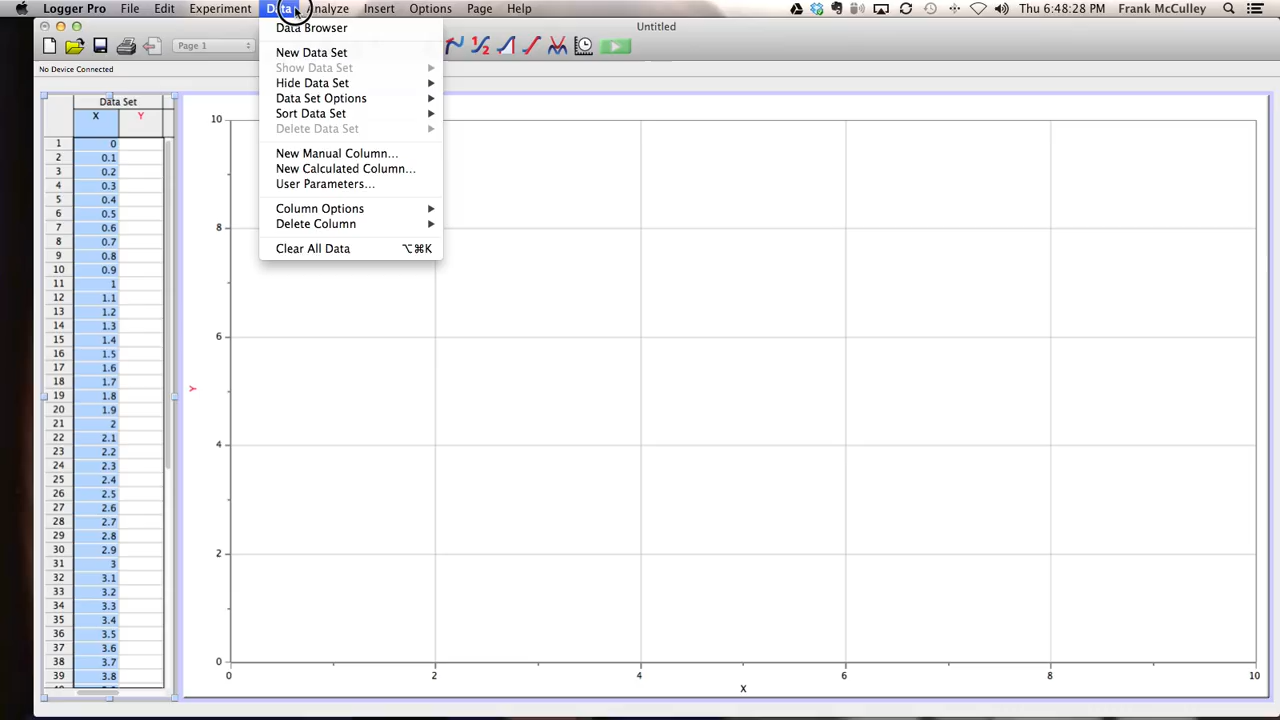 Logger Pro File Edit Experiment Data Analyze Insert Options Page Help Thu 6:48:28 PM Frank McCulley
Untitled
Page 1
No Device Connected
Data Browser
New Data Set
Show Data Set
Hide Data Set
Data Set Options
Sort Data Set
Delete Data Set
New Manual Column...
New Calculated Column...
User Parameters...
Column Options
Delete Column
Clear All Data ⌥⌘K
Data Set
X Y
1 0
2 0.1
3 0.2
4 0.3
5 0.4
6 0.5
7 0.6
8 0.7
9 0.8
10 0.9
11 1
12 1.1
13 1.2
14 1.3
15 1.4
16 1.5
17 1.6
18 1.7
19 1.8
20 1.9
21 2
22 2.1
23 2.2
24 2.3
25 2.4
26 2.5
27 2.6
28 2.7
29 2.8
30 2.9
31 3
32 3.1
33 3.2
34 3.3
35 3.4
36 3.5
37 3.6
38 3.7
39 3.8
10
8
6
Y
4
2
0
0 2 4 6 8 10
X